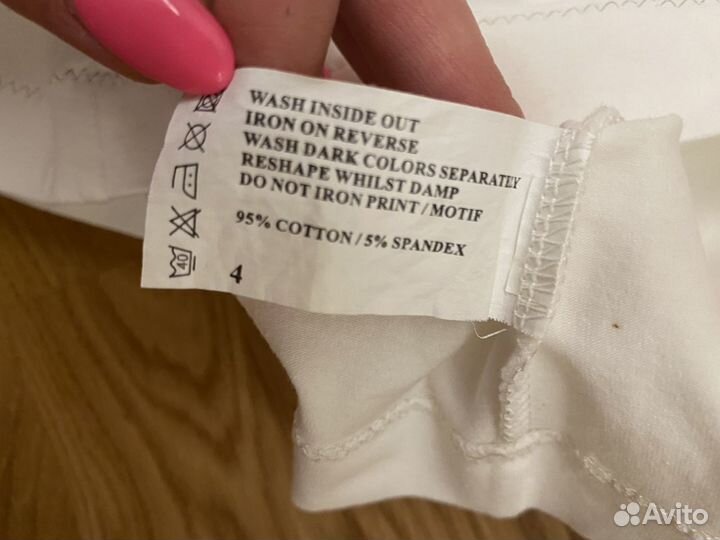 WASH INSIDE OUT
IRON ON REVERSE
WASH DARK COLORS SEPARATELY
RESHAPE WHILST DAMP
DO NOT IRON PRINT / MOTIF
95% COTTON / 5% SPANDEX
40
4
Avito